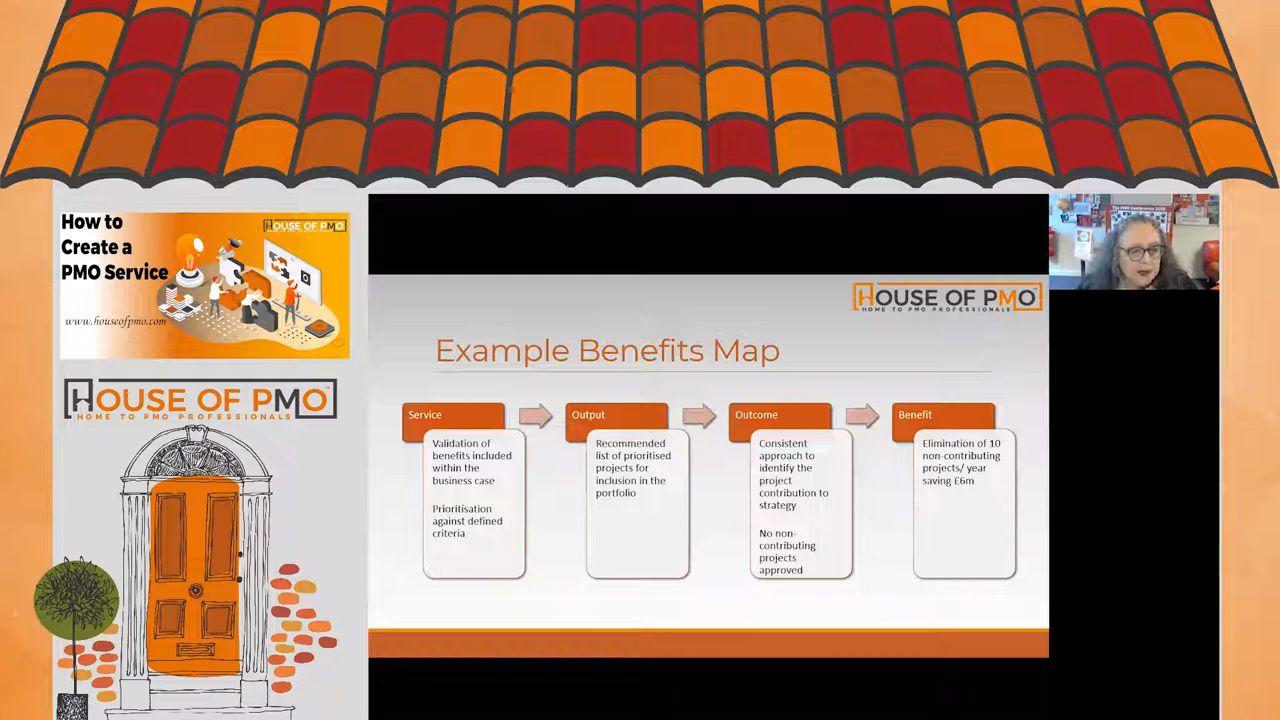 How to
Create a
PMO Service
HOUSE OF PMO
www.houseofpmo.com
HOUSE OF PMO
HOME TO PMO PROFESSIONALS
The PMO Conference
HOUSE OF PMO
HOME TO PMO PROFESSIONALS
Example Benefits Map
Service
Validation of
benefits included
within the
business case
Prioritisation
against defined
criteria
Output
Recommended
list of prioritised
projects for
inclusion in the
portfolio
Outcome
Consistent
approach to
identify the
project
contribution to
strategy
No non-
contributing
projects
approved
Benefit
Elimination of 10
non-contributing
projects/ year
saving £6m